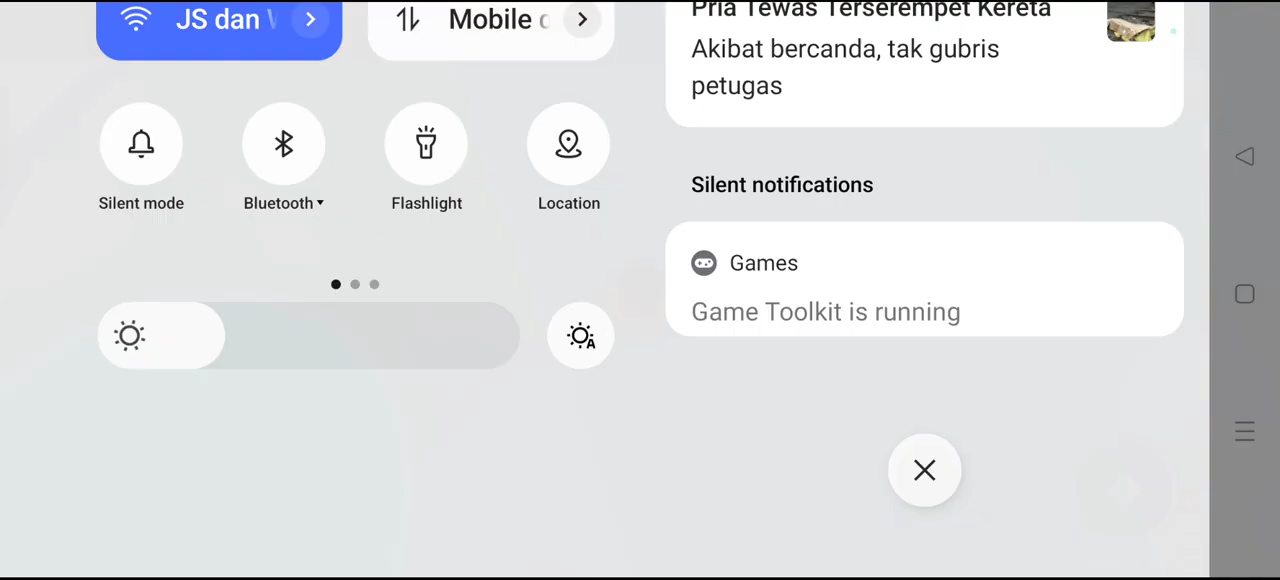 JS dan
Mobile
Silent mode
Bluetooth
Flashlight
Location
A
Pria Tewas Terserempet Kereta
Akibat bercanda, tak gubris
petugas
Silent notifications
Games
Game Toolkit is running